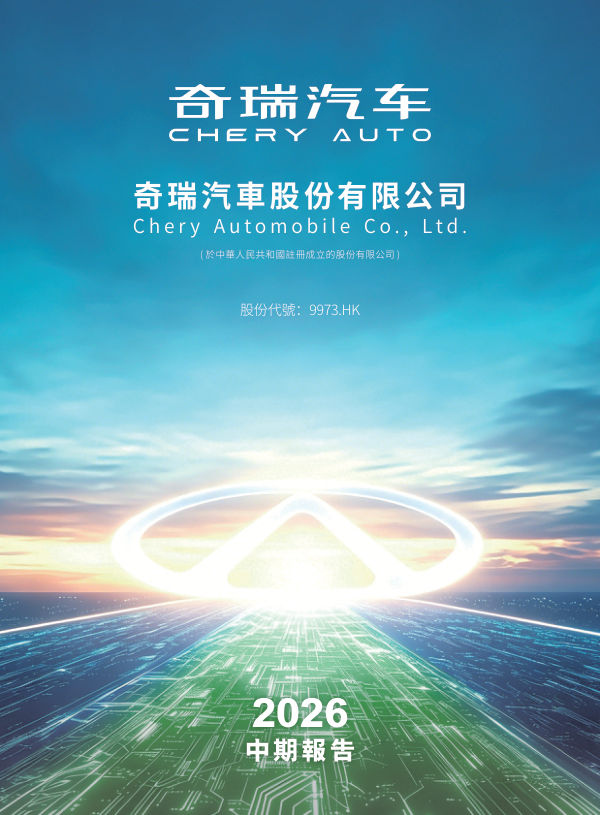 奇瑞汽车
CHERY AUTO
奇瑞汽車股份有限公司
Chery Automobile Co., Ltd.
(於中華人民共和國註冊成立的股份有限公司)
股份代號：9973.HK
2026
中期報告